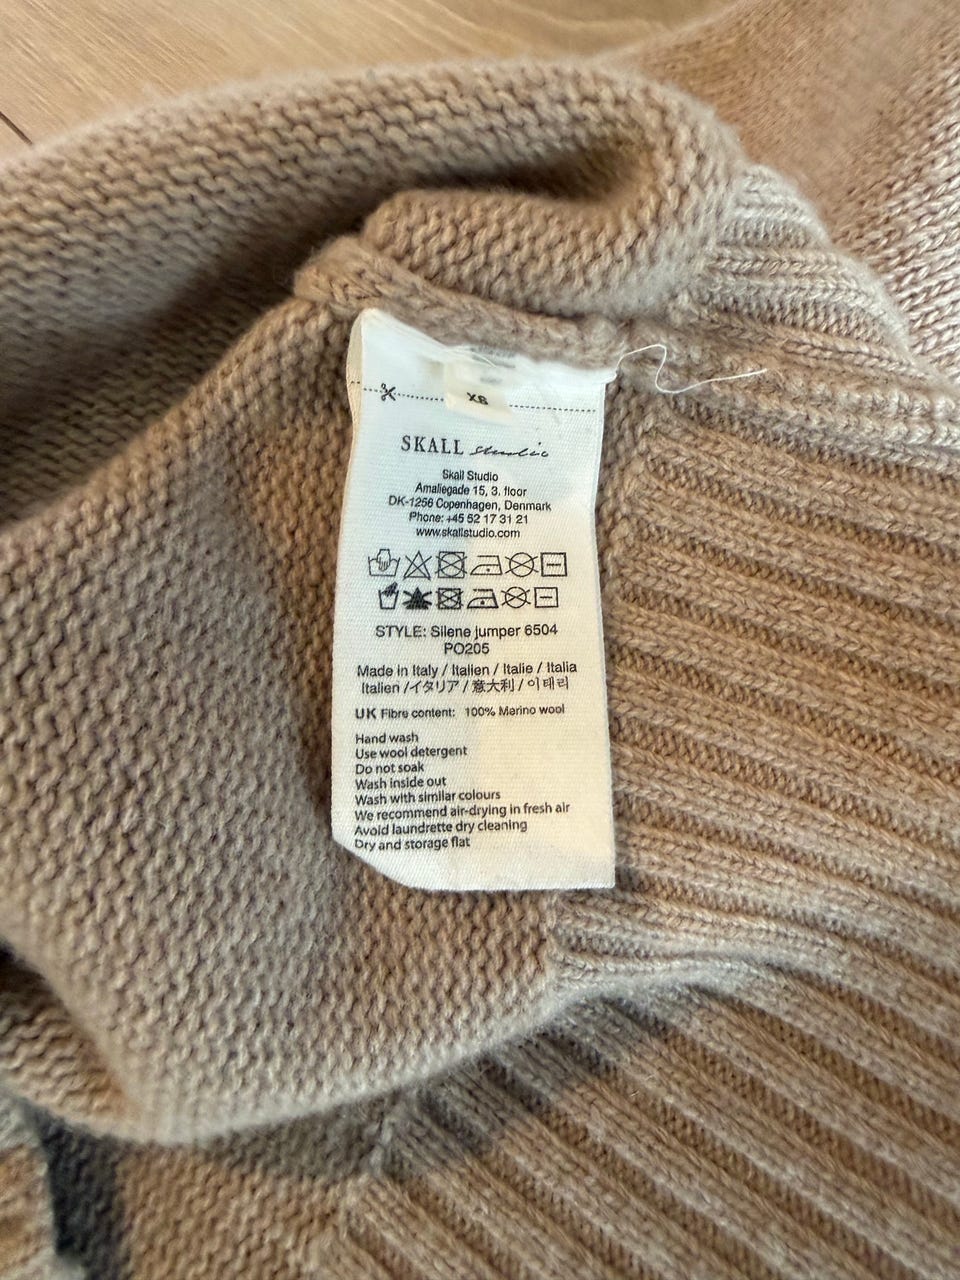 XS
SKALL studio
Skall Studio
Amaliegade 15, 3. floor
DK-1256 Copenhagen, Denmark
Phone: +45 52 17 31 21
www.skallstudio.com
STYLE: Silene jumper 6504
PO205
Made in Italy / Italien / Italie / Italia
Italien /イタリア / 意大利 / 이태리
UK Fibre content: 100% Merino wool
Hand wash
Use wool detergent
Do not soak
Wash inside out
Wash with similar colours
We recommend air-drying in fresh air
Avoid laundrette dry cleaning
Dry and storage flat